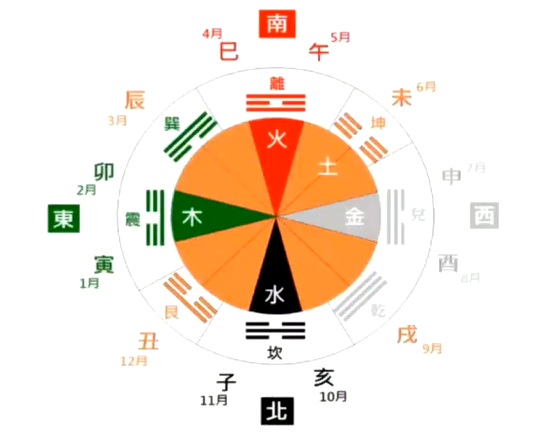 南
4月
巳
午
5月
辰
3月
離
未
6月
巽
坤
火
土
卯
2月
申
7月
東
震
木
金
兌
西
寅
1月
酉
8月
水
艮
乾
丑
12月
戌
9月
坎
子
11月
亥
10月
北